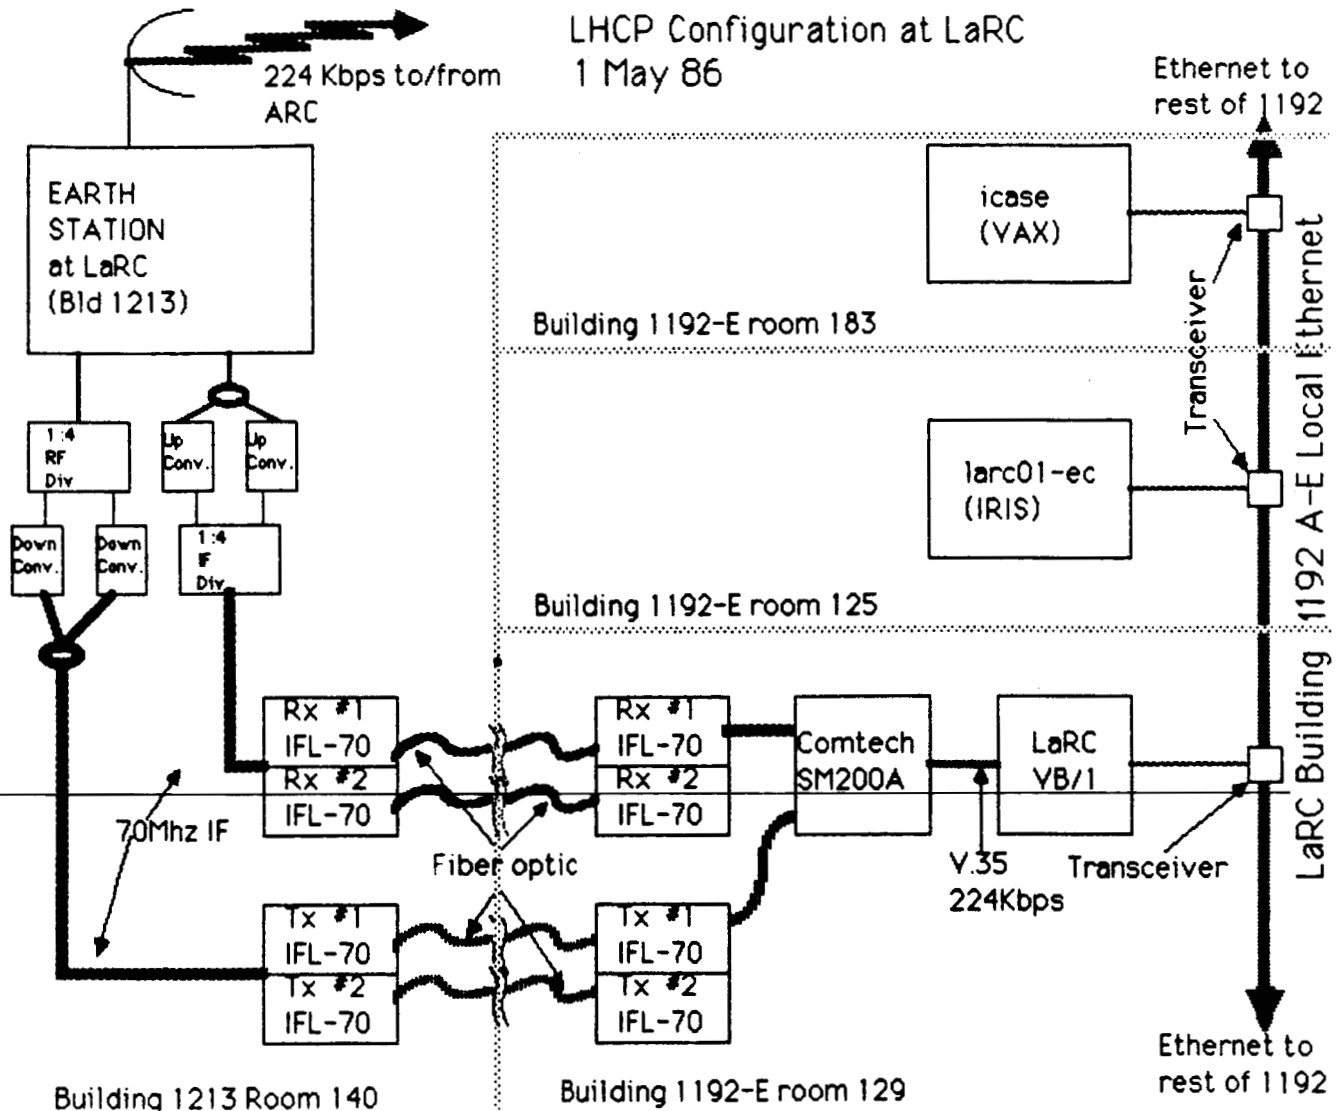 LHCP Configuration at LaRC
1 May 86
224 Kbps to/from
ARC
Ethernet to
rest of 1192
EARTH
STATION
at LaRC
(Bld 1213)
icase
(VAX)
Building 1192-E room 183
Transceiver
1:4
RF
Div
Up
Conv.
Up
Conv.
Down
Conv.
Down
Conv.
1:4
IF
Div
larc01-ec
(IRIS)
Building 1192-E room 125
LaRC Building 1192 A-E Local Ethernet
Rx #1
IFL-70
Rx #2
IFL-70
Rx #1
IFL-70
Rx #2
IFL-70
Comtech
SM200A
LaRC
VB/1
70Mhz IF
Fiber optic
V.35
224Kbps
Transceiver
Tx #1
IFL-70
Tx #2
IFL-70
Tx #1
IFL-70
Tx #2
IFL-70
Ethernet to
rest of 1192
Building 1213 Room 140
Building 1192-E room 129